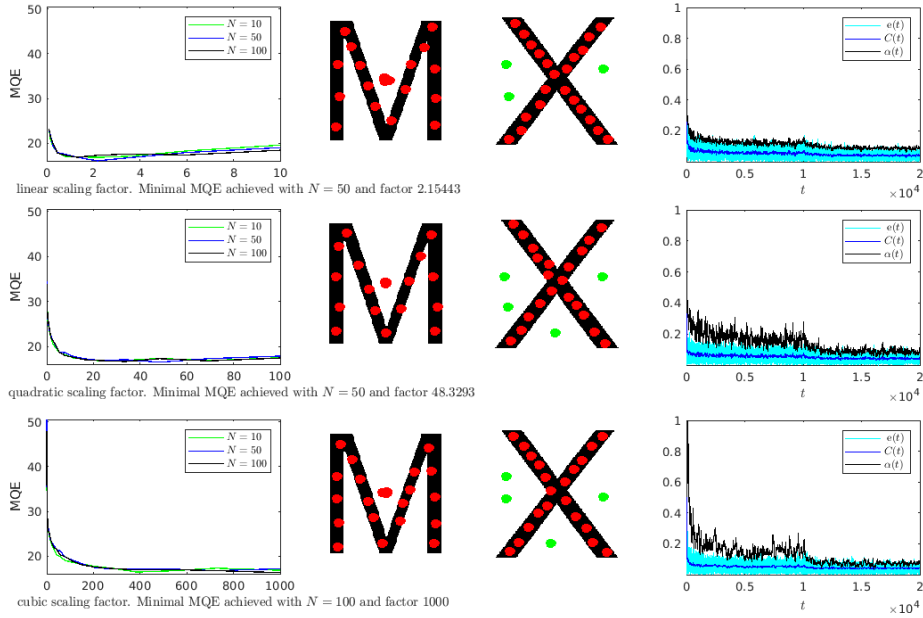 50
40
30
20
MQE
N = 10
N = 50
N = 100
0 2 4 6 8 10
M X
1
0.8
0.6
0.4
0.2
e(t)
C(t)
α(t)
0 0.5 1 1.5 2
t
×10⁴
linear scaling factor. Minimal MQE achieved with N = 50 and factor 2.15443
50
40
30
20
MQE
N = 10
N = 50
N = 100
0 20 40 60 80 100
M X
1
0.8
0.6
0.4
0.2
e(t)
C(t)
α(t)
0 0.5 1 1.5 2
t
×10⁴
quadratic scaling factor. Minimal MQE achieved with N = 50 and factor 48.3293
50
40
30
20
MQE
N = 10
N = 50
N = 100
0 200 400 600 800 1000
M X
1
0.8
0.6
0.4
0.2
e(t)
C(t)
α(t)
0 0.5 1 1.5 2
t
×10⁴
cubic scaling factor. Minimal MQE achieved with N = 100 and factor 1000